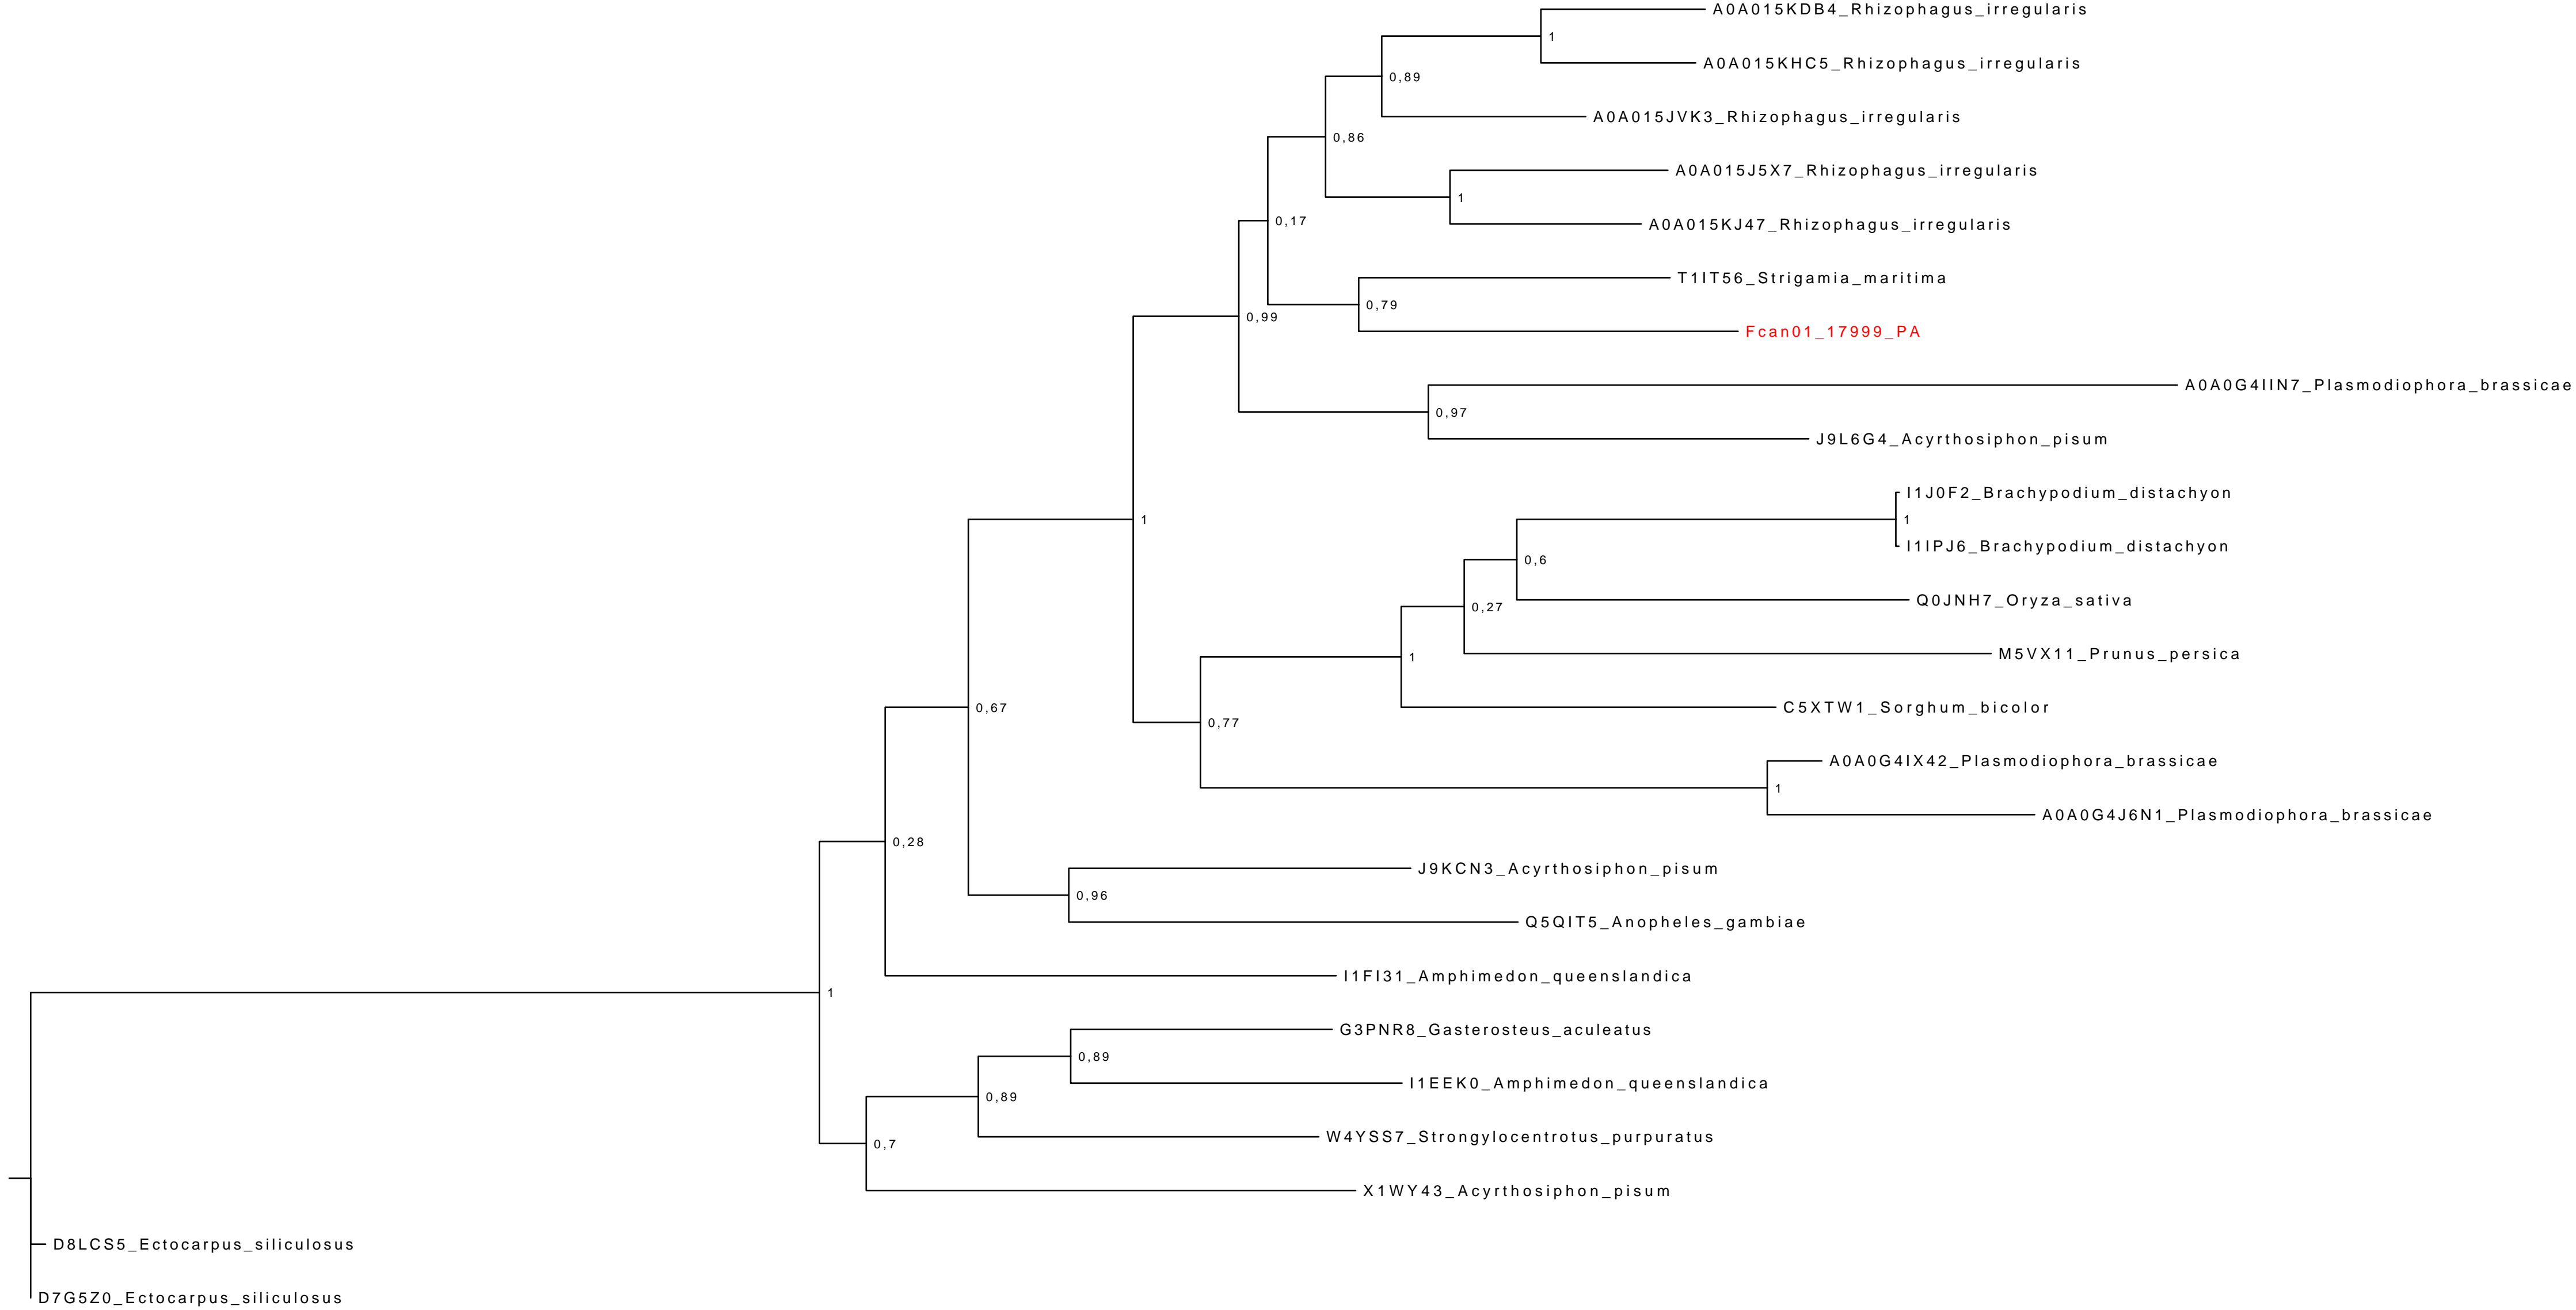 A0A015KDB4_Rhizophagus_irregularis
1
A0A015KHC5_Rhizophagus_irregularis
0,89
A0A015JVK3_Rhizophagus_irregularis
0,86
A0A015J5X7_Rhizophagus_irregularis
1
A0A015KJ47_Rhizophagus_irregularis
0,17
T1IT56_Strigamia_maritima
0,79
0,99
Fcan01_17999_PA
A0A0G4IIN7_Plasmodiophora_brassicae
0,97
J9L6G4_Acyrthosiphon_pisum
I1J0F2_Brachypodium_distachyon
1
1
I1IPJ6_Brachypodium_distachyon
0,6
Q0JNH7_Oryza_sativa
0,27
M5VX11_Prunus_persica
1
C5XTW1_Sorghum_bicolor
0,67
0,77
A0A0G4IX42_Plasmodiophora_brassicae
1
A0A0G4J6N1_Plasmodiophora_brassicae
0,28
J9KCN3_Acyrthosiphon_pisum
0,96
Q5QIT5_Anopheles_gambiae
I1FI31_Amphimedon_queenslandica
1
G3PNR8_Gasterosteus_aculeatus
0,89
I1EEK0_Amphimedon_queenslandica
0,89
W4YSS7_Strongylocentrotus_purpuratus
0,7
X1WY43_Acyrthosiphon_pisum
D8LCS5_Ectocarpus_siliculosus
D7G5Z0_Ectocarpus_siliculosus